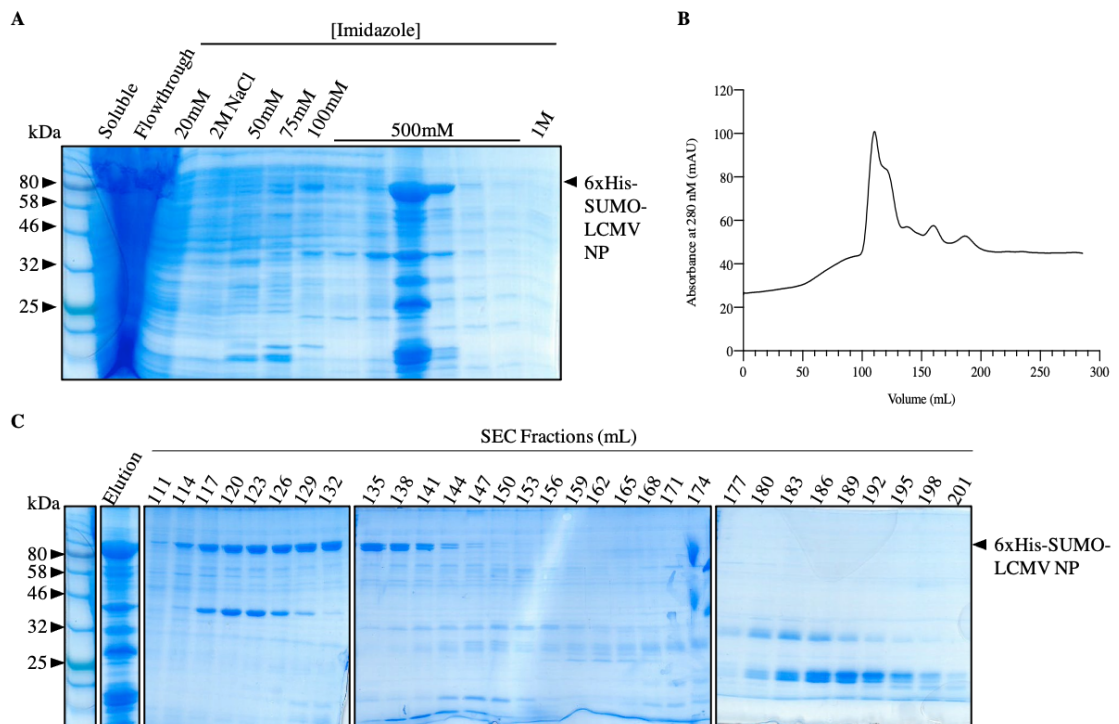 A
[Imidazole]
Soluble
Flowthrough
20mM
2M NaCl
50mM
75mM
100mM
500mM
1M
kDa
80
58
46
32
25
6xHis-
SUMO-
LCMV
NP
B
Absorbance at 280 nM (mAU)
120
100
80
60
40
20
0
0 50 100 150 200 250 300
Volume (mL)
C
SEC Fractions (mL)
kDa
Elution
111 114 117 120 123 126 129 132
135 138 141 144 147 150 153 156 159 162 165 168 171 174
177 180 183 186 189 192 195 198 201
80
58
46
32
25
6xHis-SUMO-
LCMV NP